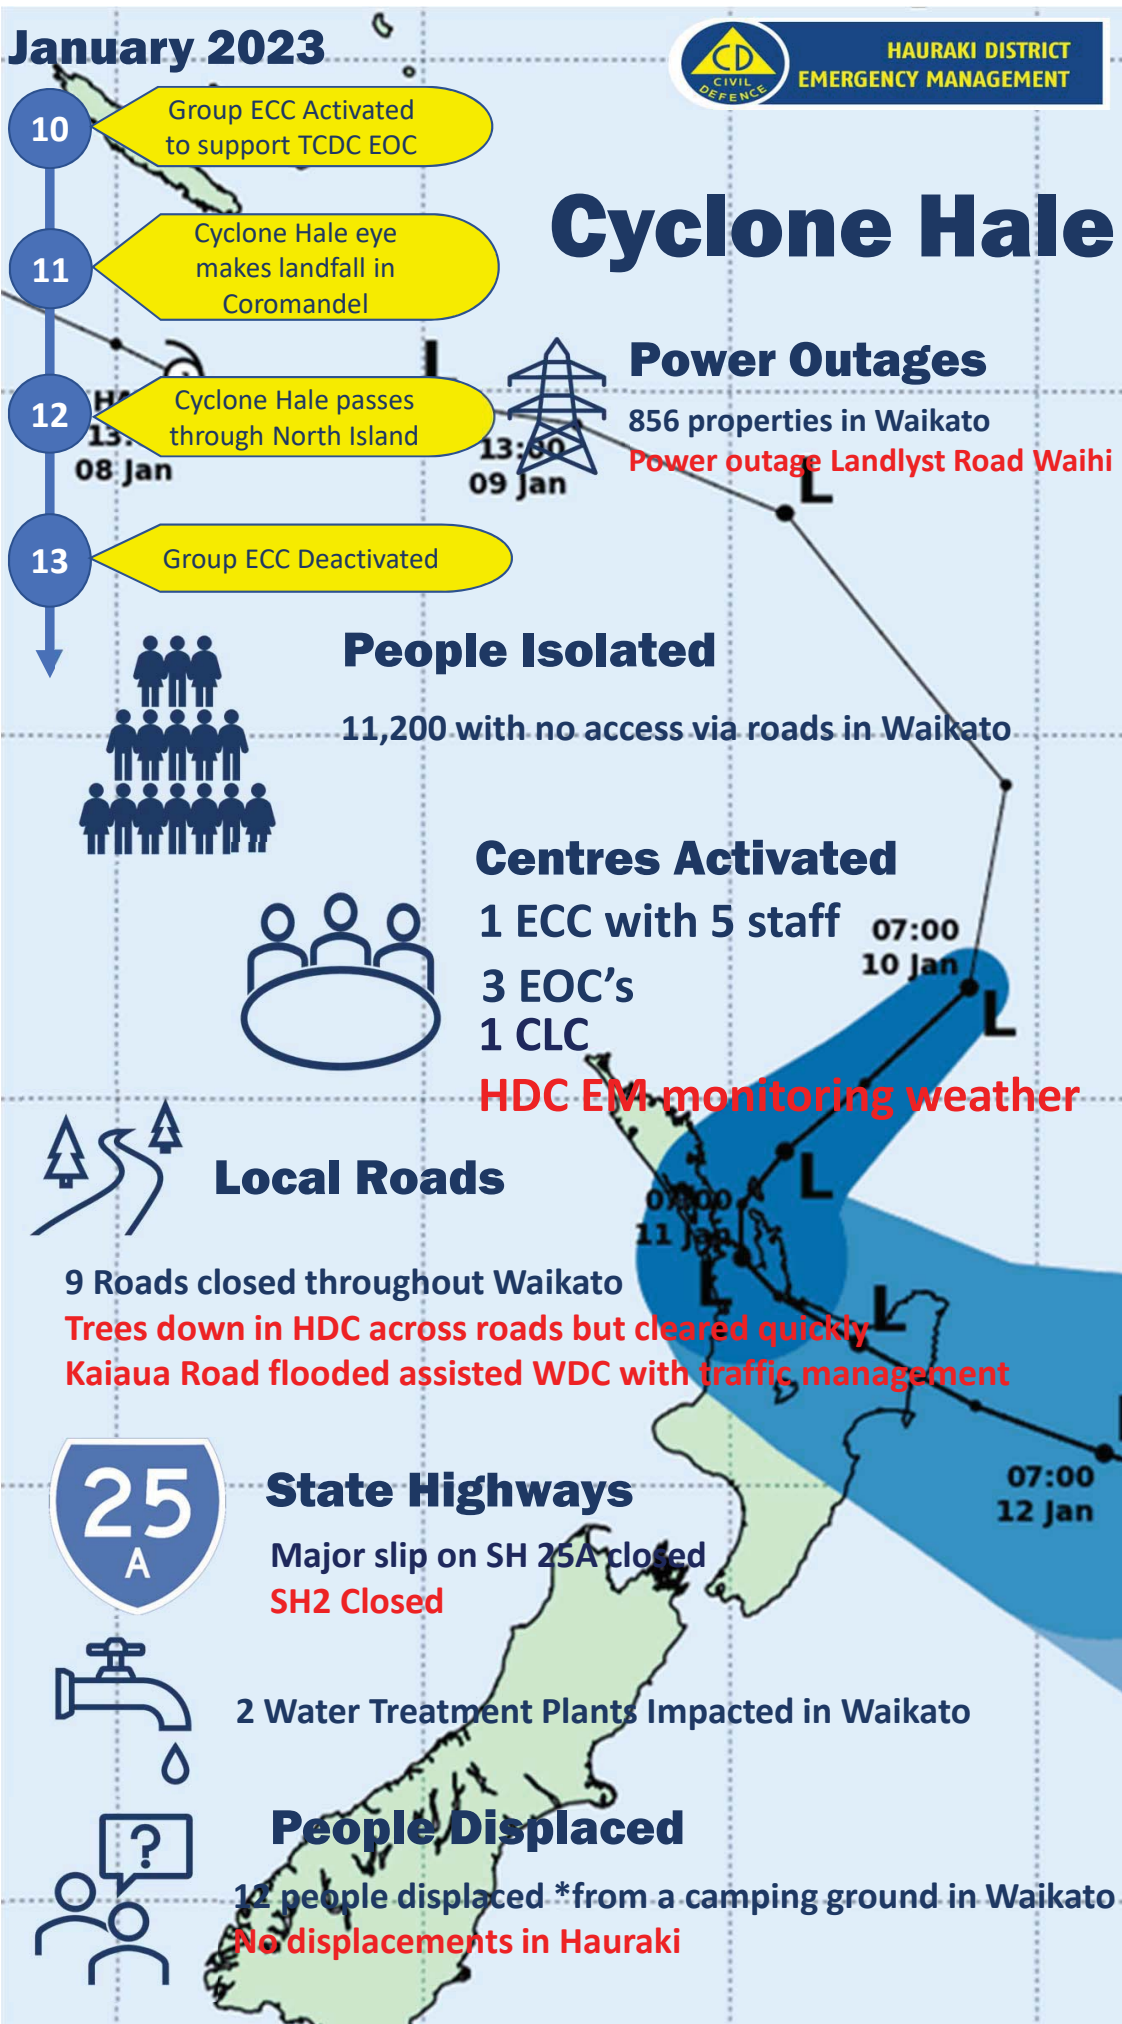 January 2023
CD
CIVIL
DEFENCE
HAURAKI DISTRICT
EMERGENCY MANAGEMENT
10
Group ECC Activated
to support TCDC EOC
Cyclone Hale
11
Cyclone Hale eye
makes landfall in
Coromandel
12
Cyclone Hale passes
through North Island
13
Group ECC Deactivated
L
08 Jan
13:00
09 Jan
Power Outages
856 properties in Waikato
Power outage Landlyst Road Waihi
L
People Isolated
11,200 with no access via roads in Waikato
Centres Activated
1 ECC with 5 staff
3 EOC's
1 CLC
HDC EM monitoring weather
07:00
10 Jan
L
L
07:00
11 Jan
L
L
Local Roads
9 Roads closed throughout Waikato
Trees down in HDC across roads but cleared quickly
Kaiaua Road flooded assisted WDC with traffic management
07:00
12 Jan
25
A
State Highways
Major slip on SH 25A closed
SH2 Closed
2 Water Treatment Plants Impacted in Waikato
?
People Displaced
12 people displaced *from a camping ground in Waikato
No displacements in Hauraki